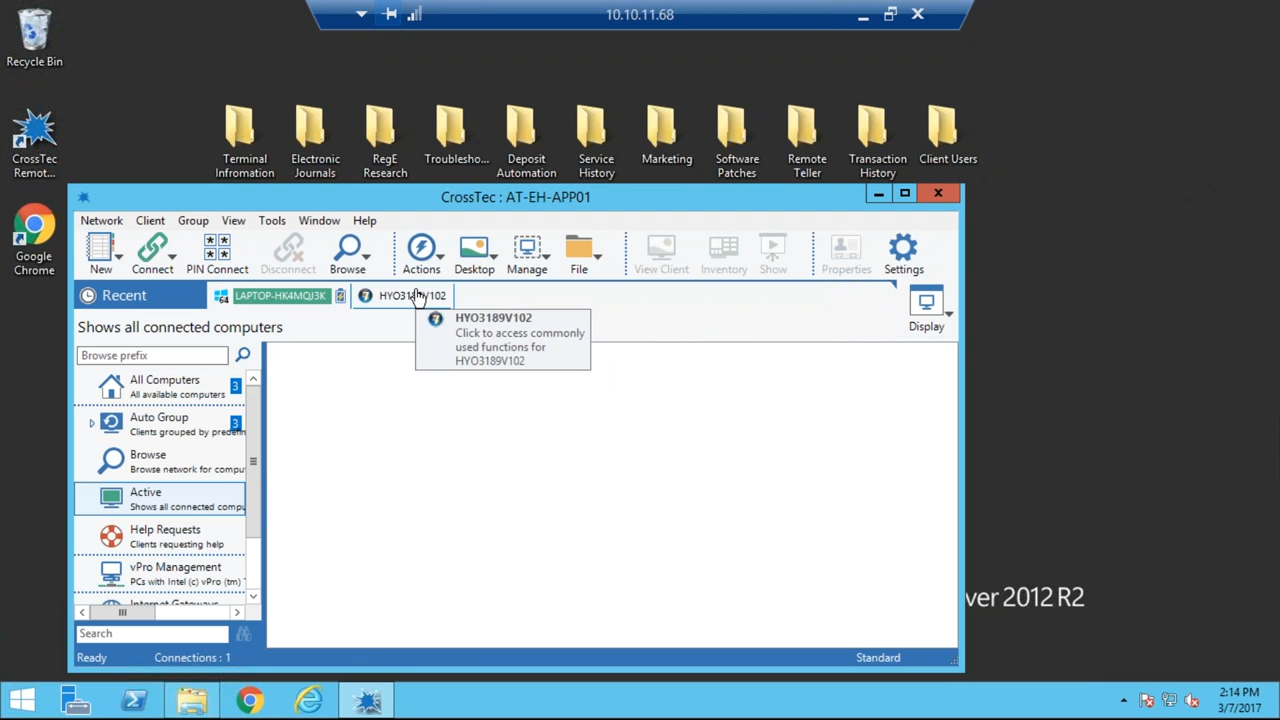 10.10.11.68
Recycle Bin
CrossTec
Remot...
Google
Chrome
Terminal
Information
Electronic
Journals
RegE
Research
Troublesho...
Deposit
Automation
Service
History
Marketing
Software
Patches
Remote
Teller
Transaction
History
Client Users
CrossTec : AT-EH-APP01
Network Client Group View Tools Window Help
New Connect PIN Connect Disconnect Browse Actions Desktop Manage File View Client Inventory Show Properties Settings
Recent 64 LAPTOP-HK4MQJ3K HYO3189V102
Display
Shows all connected computers
HYO3189V102
Click to access commonly
used functions for
HYO3189V102
Browse prefix
All Computers
All available computers
3
Auto Group
Clients grouped by predefin
3
Browse
Browse network for compu
Active
Shows all connected compu
Help Requests
Clients requesting help
vPro Management
PCs with Intel (c) vPro (tm)
Internet Gateways
Search
Ready Connections : 1 Standard
ver 2012 R2
2:14 PM
3/7/2017